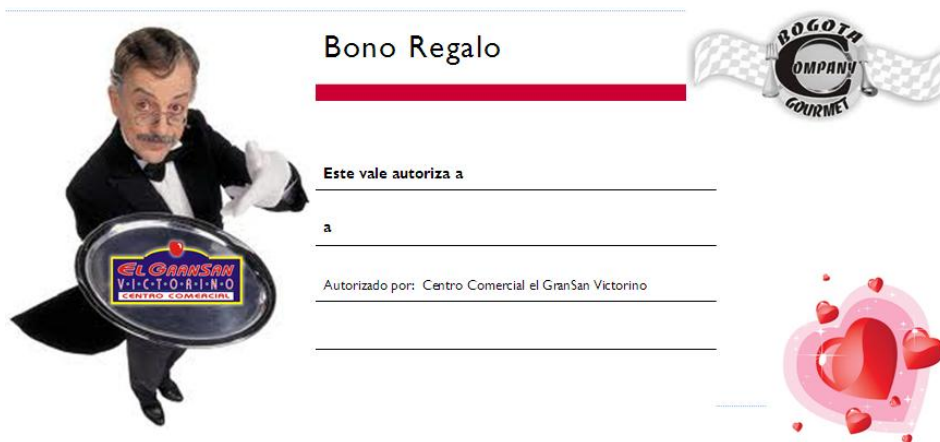 Bono Regalo
BOGOTA
COMPANY
GOURMET
Este vale autoriza a
a
Autorizado por: Centro Comercial el GranSan Victorino
EL GRANSAN
V•I•C•T•O•R•I•N•O
CENTRO COMERCIAL